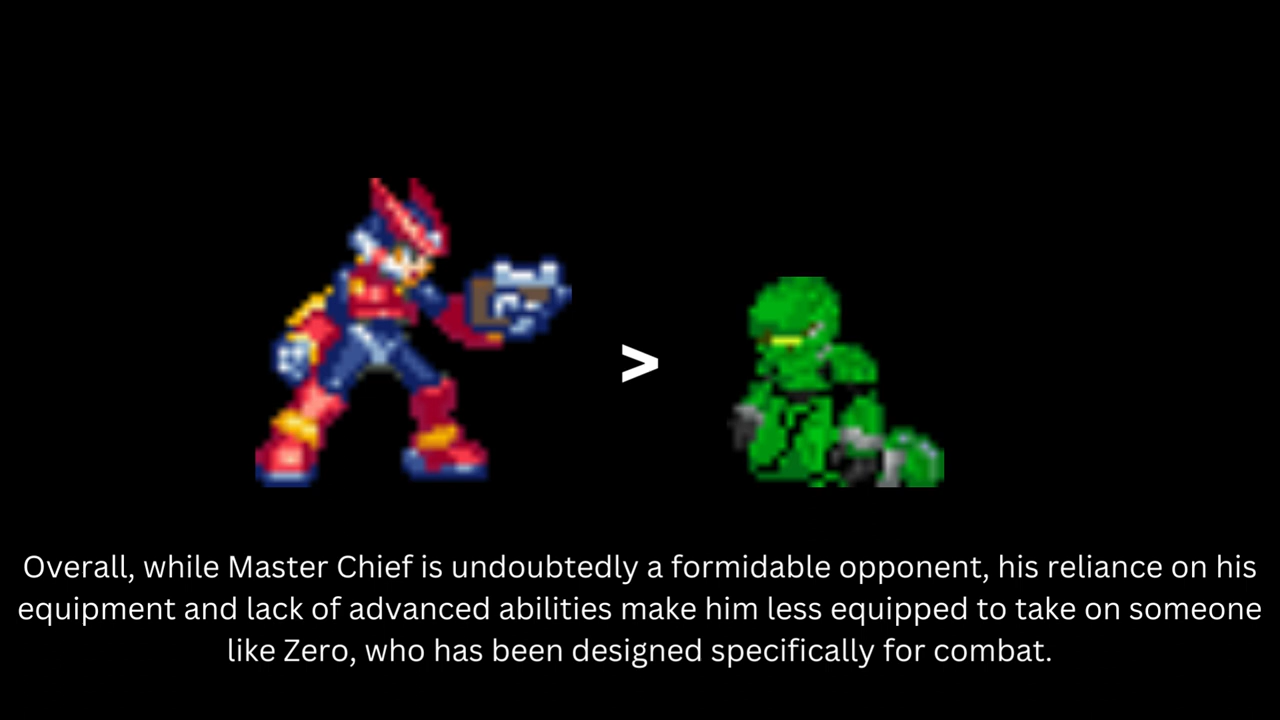 >
Overall, while Master Chief is undoubtedly a formidable opponent, his reliance on his
equipment and lack of advanced abilities make him less equipped to take on someone
like Zero, who has been designed specifically for combat.